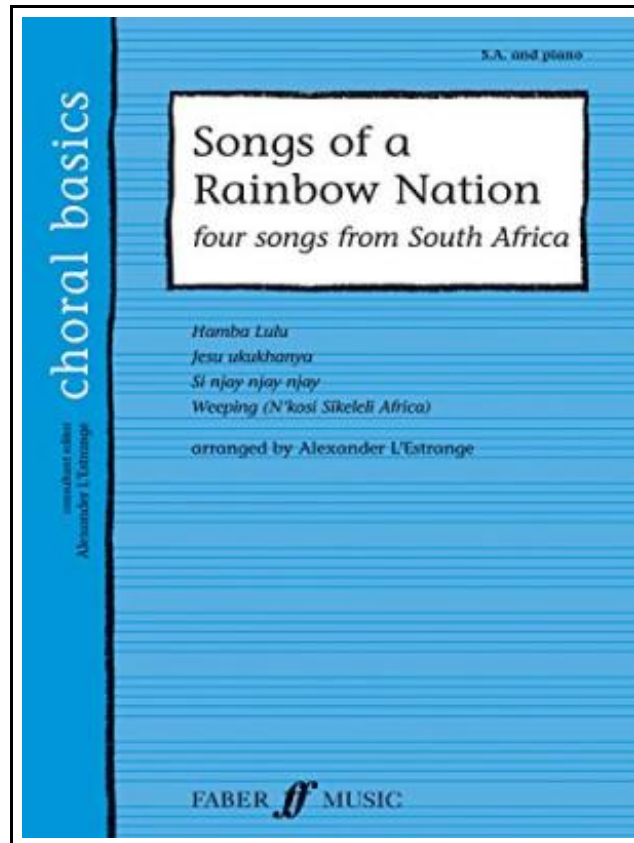 S.A. and piano
choral basics
consultant editor
Alexander L'Estrange
Songs of a
Rainbow Nation
four songs from South Africa
Hamba Lulu
Jesu ukukhanya
Si njay njay njay
Weeping (N'kosi Sikeleli Africa)
arranged by Alexander L'Estrange
FABER ff MUSIC